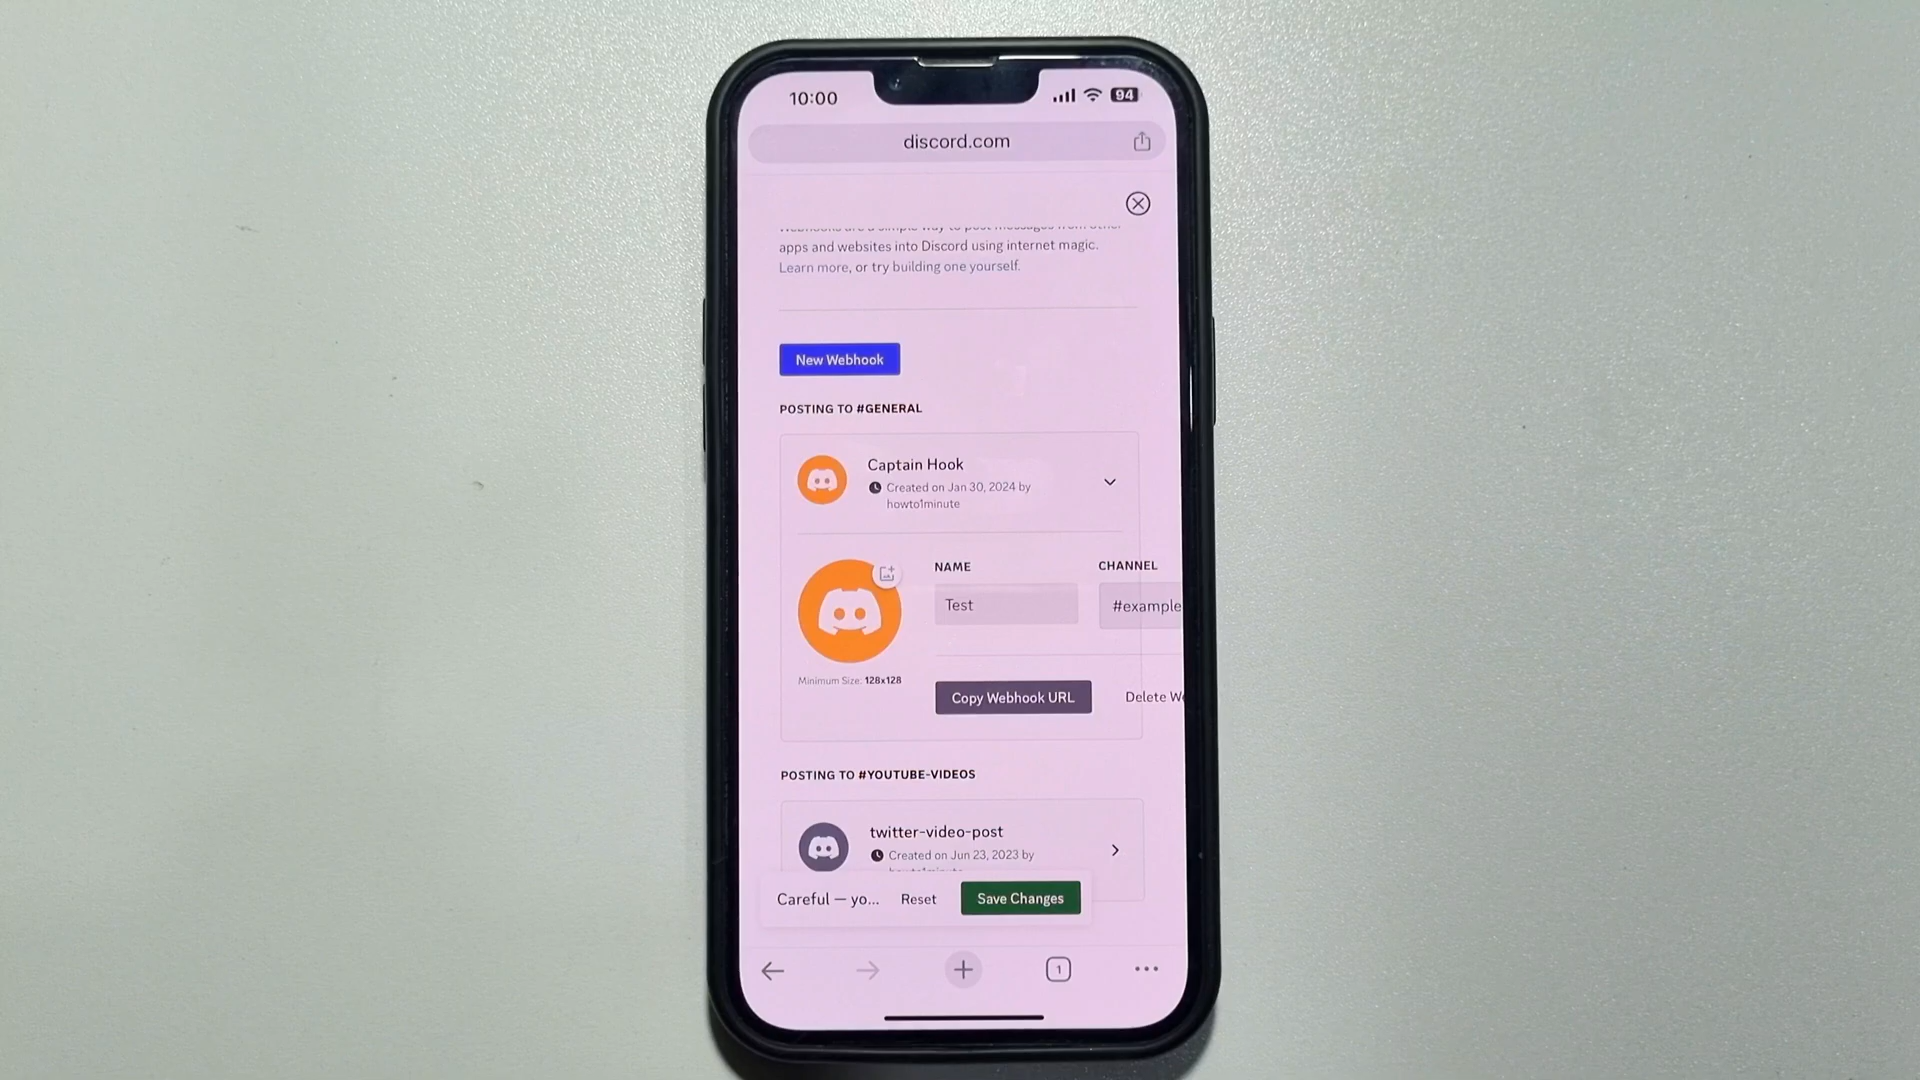 10:00
94
discord.com
Webhooks are a simple way to post messages from other
apps and websites into Discord using internet magic.
Learn more, or try building one yourself.
New Webhook
POSTING TO #GENERAL
Captain Hook
Created on Jan 30, 2024 by
howto1minute
NAME
CHANNEL
Test
#example
Minimum Size: 128x128
Copy Webhook URL
Delete We
POSTING TO #YOUTUBE-VIDEOS
twitter-video-post
Created on Jun 23, 2023 by
Careful — yo...
Reset
Save Changes
1